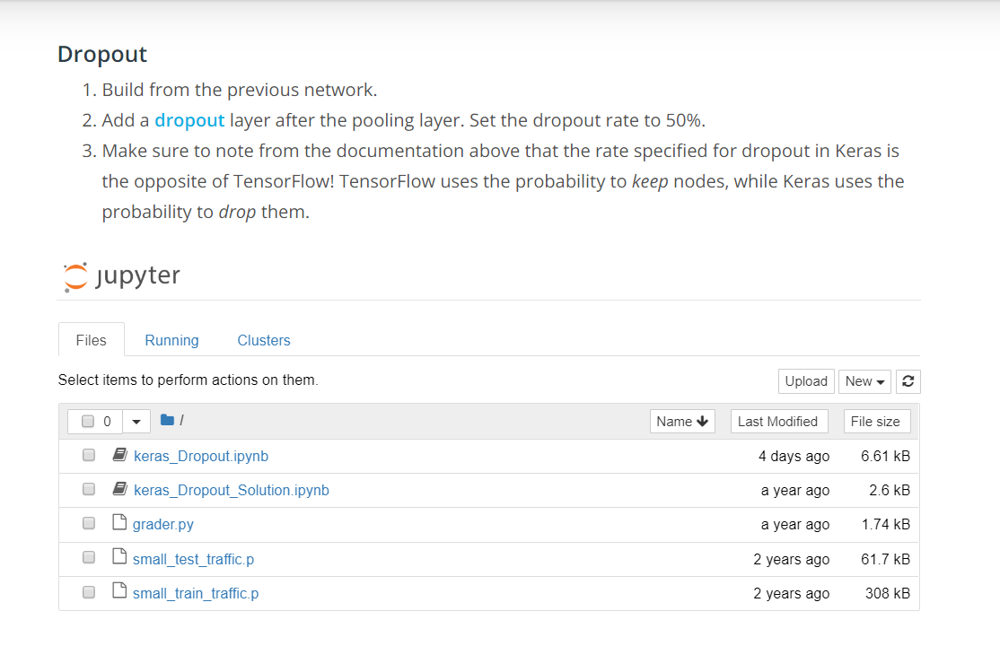 Dropout
1. Build from the previous network.
2. Add a dropout layer after the pooling layer. Set the dropout rate to 50%.
3. Make sure to note from the documentation above that the rate specified for dropout in Keras is
the opposite of TensorFlow! TensorFlow uses the probability to keep nodes, while Keras uses the
probability to drop them.
jupyter
Files Running Clusters
Select items to perform actions on them. Upload New
0 / Name Last Modified File size
keras_Dropout.ipynb 4 days ago 6.61 kB
keras_Dropout_Solution.ipynb a year ago 2.6 kB
grader.py a year ago 1.74 kB
small_test_traffic.p 2 years ago 61.7 kB
small_train_traffic.p 2 years ago 308 kB